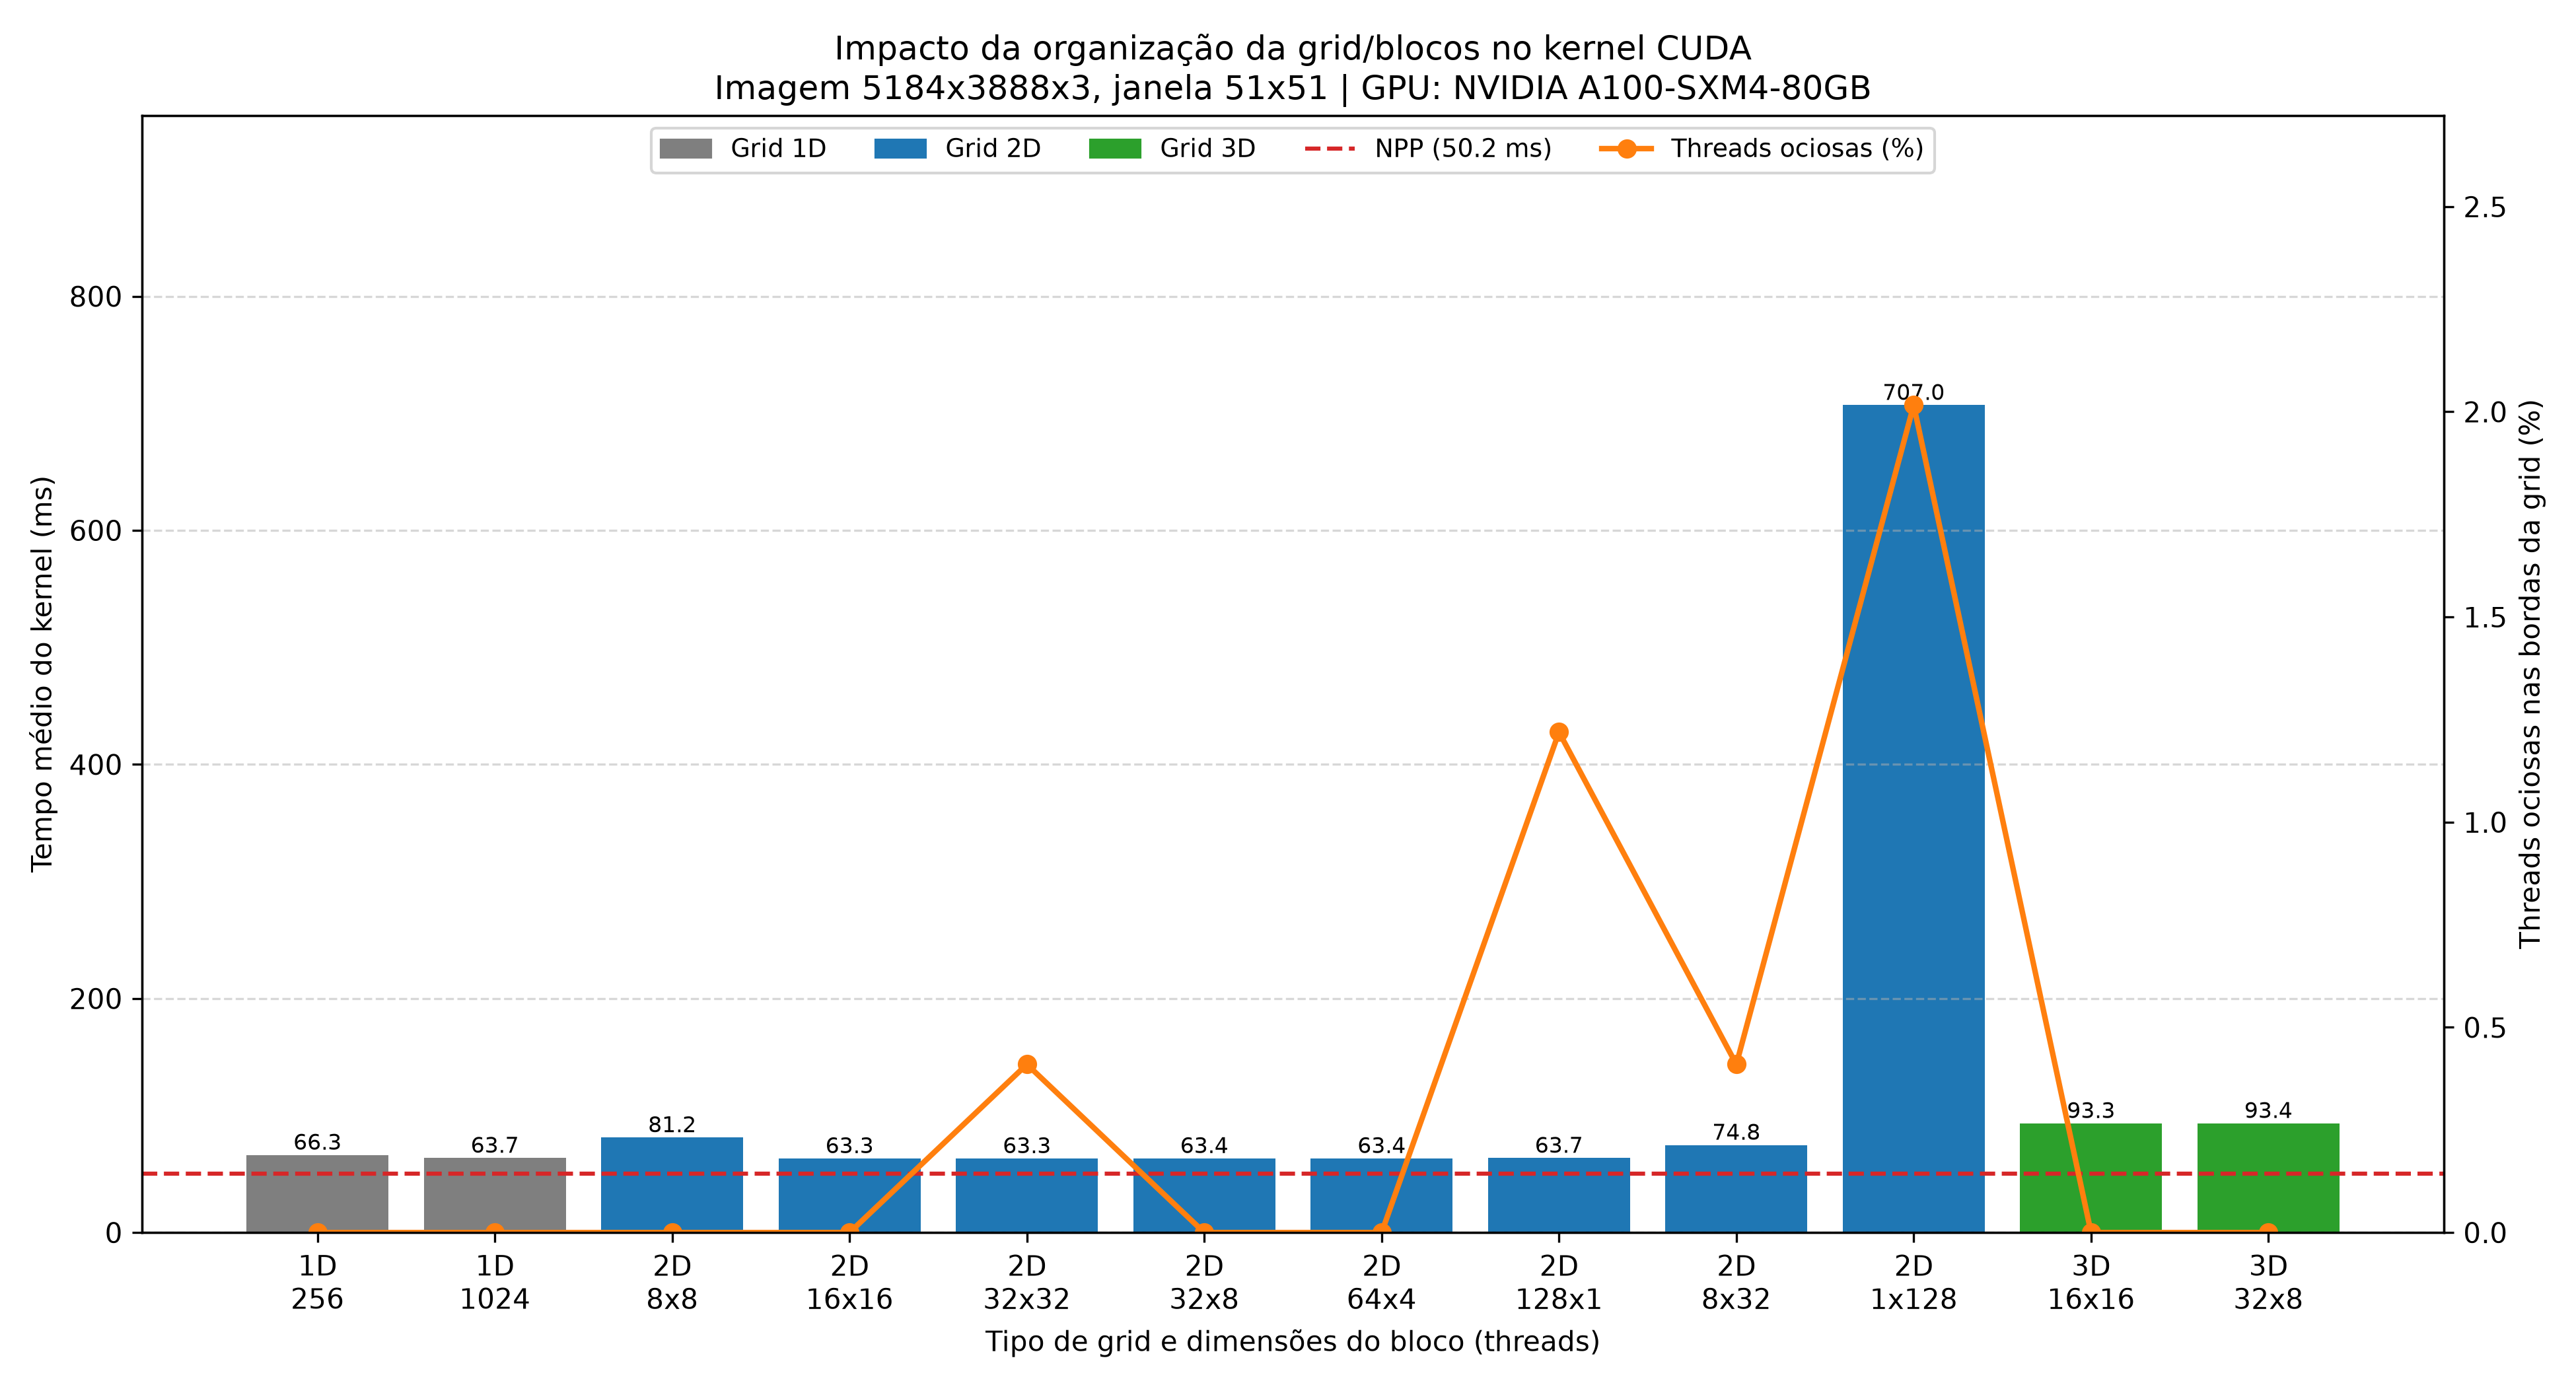 Impacto da organização da grid/blocos no kernel CUDA
Imagem 5184x3888x3, janela 51x51 | GPU: NVIDIA A100-SXM4-80GB
Grid 1D
Grid 2D
Grid 3D
NPP (50.2 ms)
Threads ociosas (%)
Tempo médio do kernel (ms)
800
600
400
200
0
66.3
63.7
81.2
63.3
63.3
63.4
63.4
63.7
74.8
707.0
93.3
93.4
2.5
2.0
1.5
1.0
0.5
0.0
Threads ociosas nas bordas da grid (%)
1D
256
1D
1024
2D
8x8
2D
16x16
2D
32x32
2D
32x8
2D
64x4
2D
128x1
2D
8x32
2D
1x128
3D
16x16
3D
32x8
Tipo de grid e dimensões do bloco (threads)